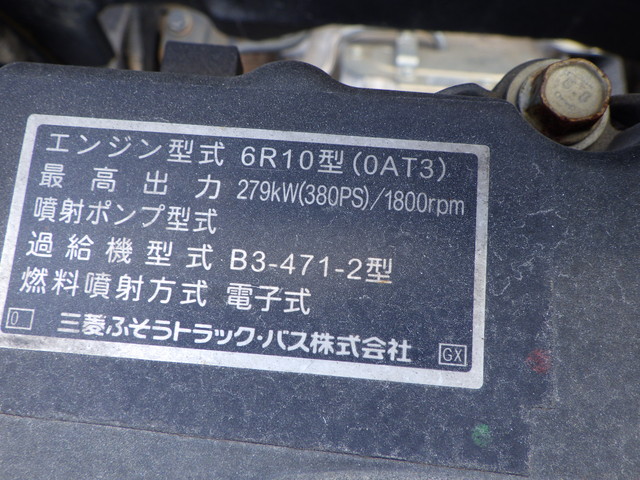 エンジン型式 6R10型(0AT3)
最高出力 279kW(380PS)/1800rpm
噴射ポンプ型式
過給機型式 B3-471-2型
燃料噴射方式 電子式
0 三菱ふそうトラック・バス株式会社 GX